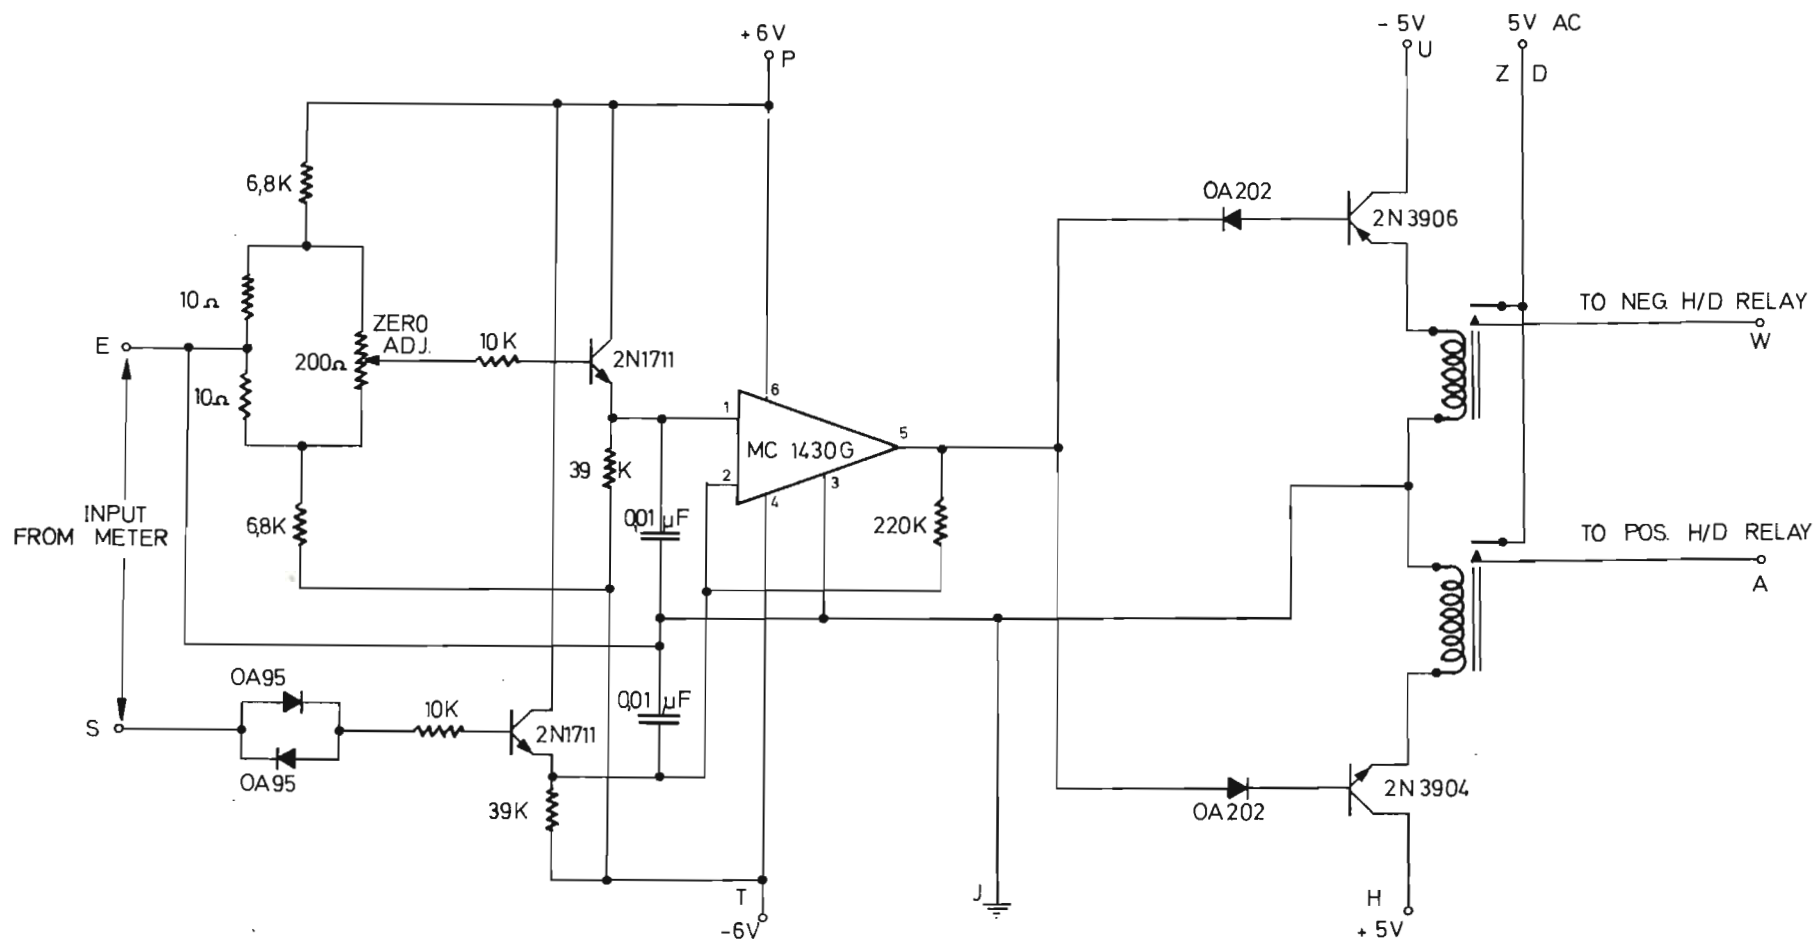 +6V
P
-5V
U
5V AC
Z D
6,8K
OA202
2N3906
10Ω
ZERO
ADJ.
10K
TO NEG. H/D RELAY
W
E
200Ω
2N1711
10Ω
1
6
MC 1430G
5
2
3
4
39 K
INPUT
FROM METER
6,8K
0,01 µF
220K
TO POS. H/D RELAY
A
OA95
0,01 µF
S
10K
2N1711
OA95
39K
2N3904
OA202
T
-6V
J
H
+5V